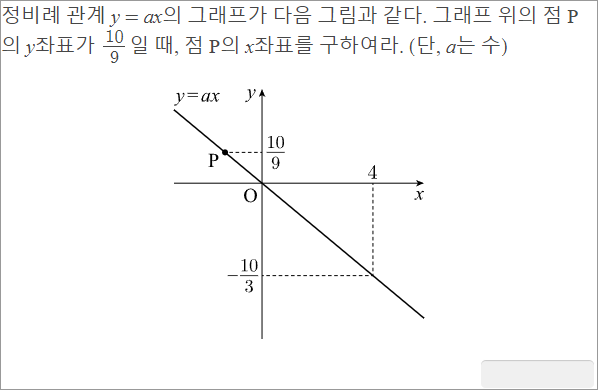 정비례 관계 y = ax의 그래프가 다음 그림과 같다. 그래프 위의 점 P
의 y좌표가 10/9 일 때, 점 P의 x좌표를 구하여라. (단, a는 수)
y=ax y
P 10/9
4
O x
-10/3